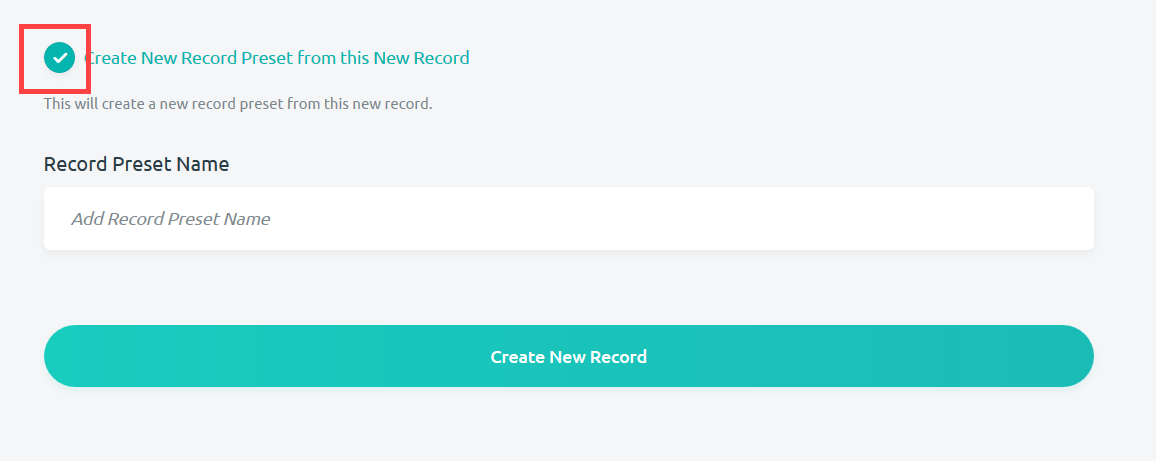 Create New Record Preset from this New Record
This will create a new record preset from this new record.
Record Preset Name
Add Record Preset Name
Create New Record